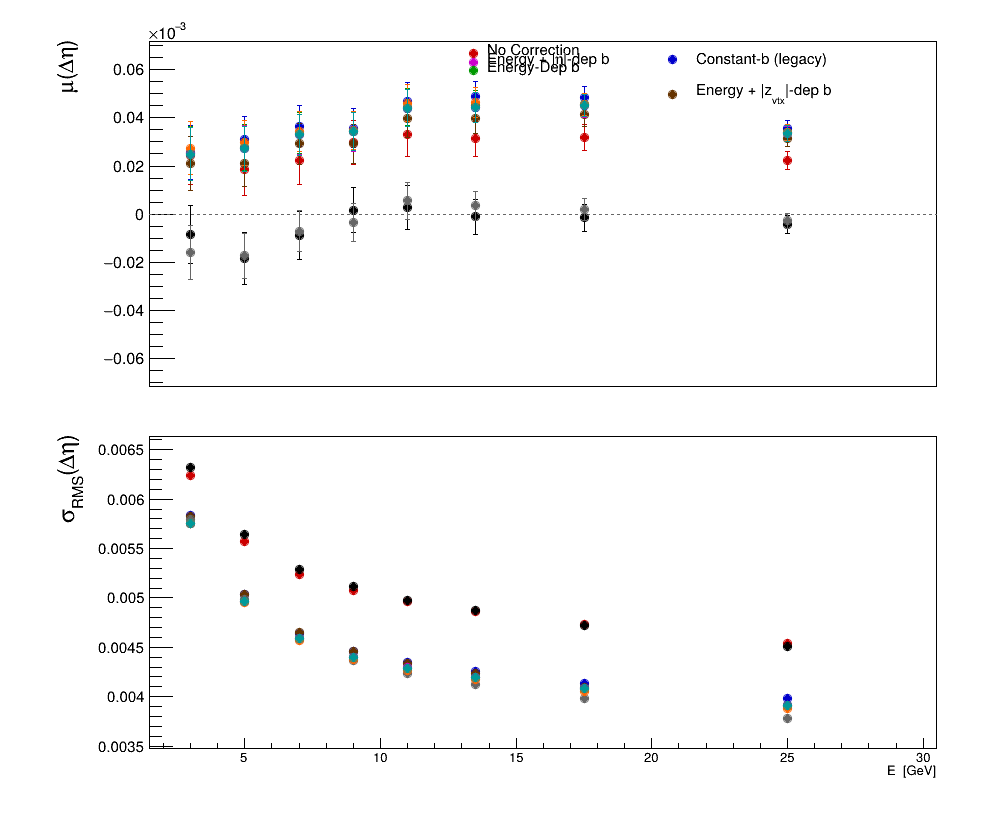 ×10⁻³
μ(Δη)
0.06
0.04
0.02
0
−0.02
−0.04
−0.06
No Correction
Energy + |η|-dep b
Energy-Dep b
Constant-b (legacy)
Energy + |z_vtx|-dep b
σ_RMS(Δη)
0.0065
0.006
0.0055
0.005
0.0045
0.004
0.0035
5 10 15 20 25 30
E [GeV]